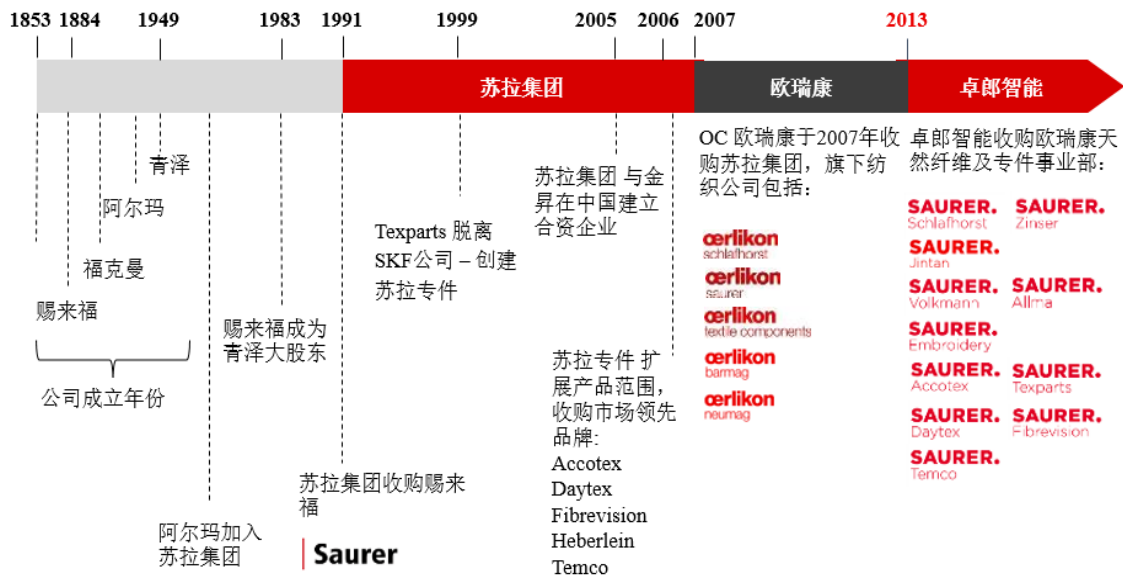 1853 1884 1949 1983 1991 1999 2005 2006 2007 2013
苏拉集团 欧瑞康 卓郎智能
青泽
阿尔玛
福克曼
赐来福
公司成立年份
阿尔玛加入
苏拉集团
赐来福成为
青泽大股东
苏拉集团收购赐来
福
Saurer
Texparts 脱离
SKF公司 – 创建
苏拉专件
苏拉集团 与金
昇在中国建立
合资企业
苏拉专件 扩
展产品范围，
收购市场领先
品牌:
Accotex
Daytex
Fibrevision
Heberlein
Temco
OC 欧瑞康于2007年收
购苏拉集团，旗下纺
织公司包括：
œrlikon
schlafhorst
œrlikon
saurer
œrlikon
textile components
œrlikon
barmag
œrlikon
neumag
卓郎智能收购欧瑞康天
然纤维及专件事业部：
SAURER. SAURER.
Schlafhorst Zinser
SAURER.
Jintan
SAURER. SAURER.
Volkmann Allma
SAURER.
Embroidery
SAURER. SAURER.
Accotex Texparts
SAURER. SAURER.
Daytex Fibrevision
SAURER.
Temco